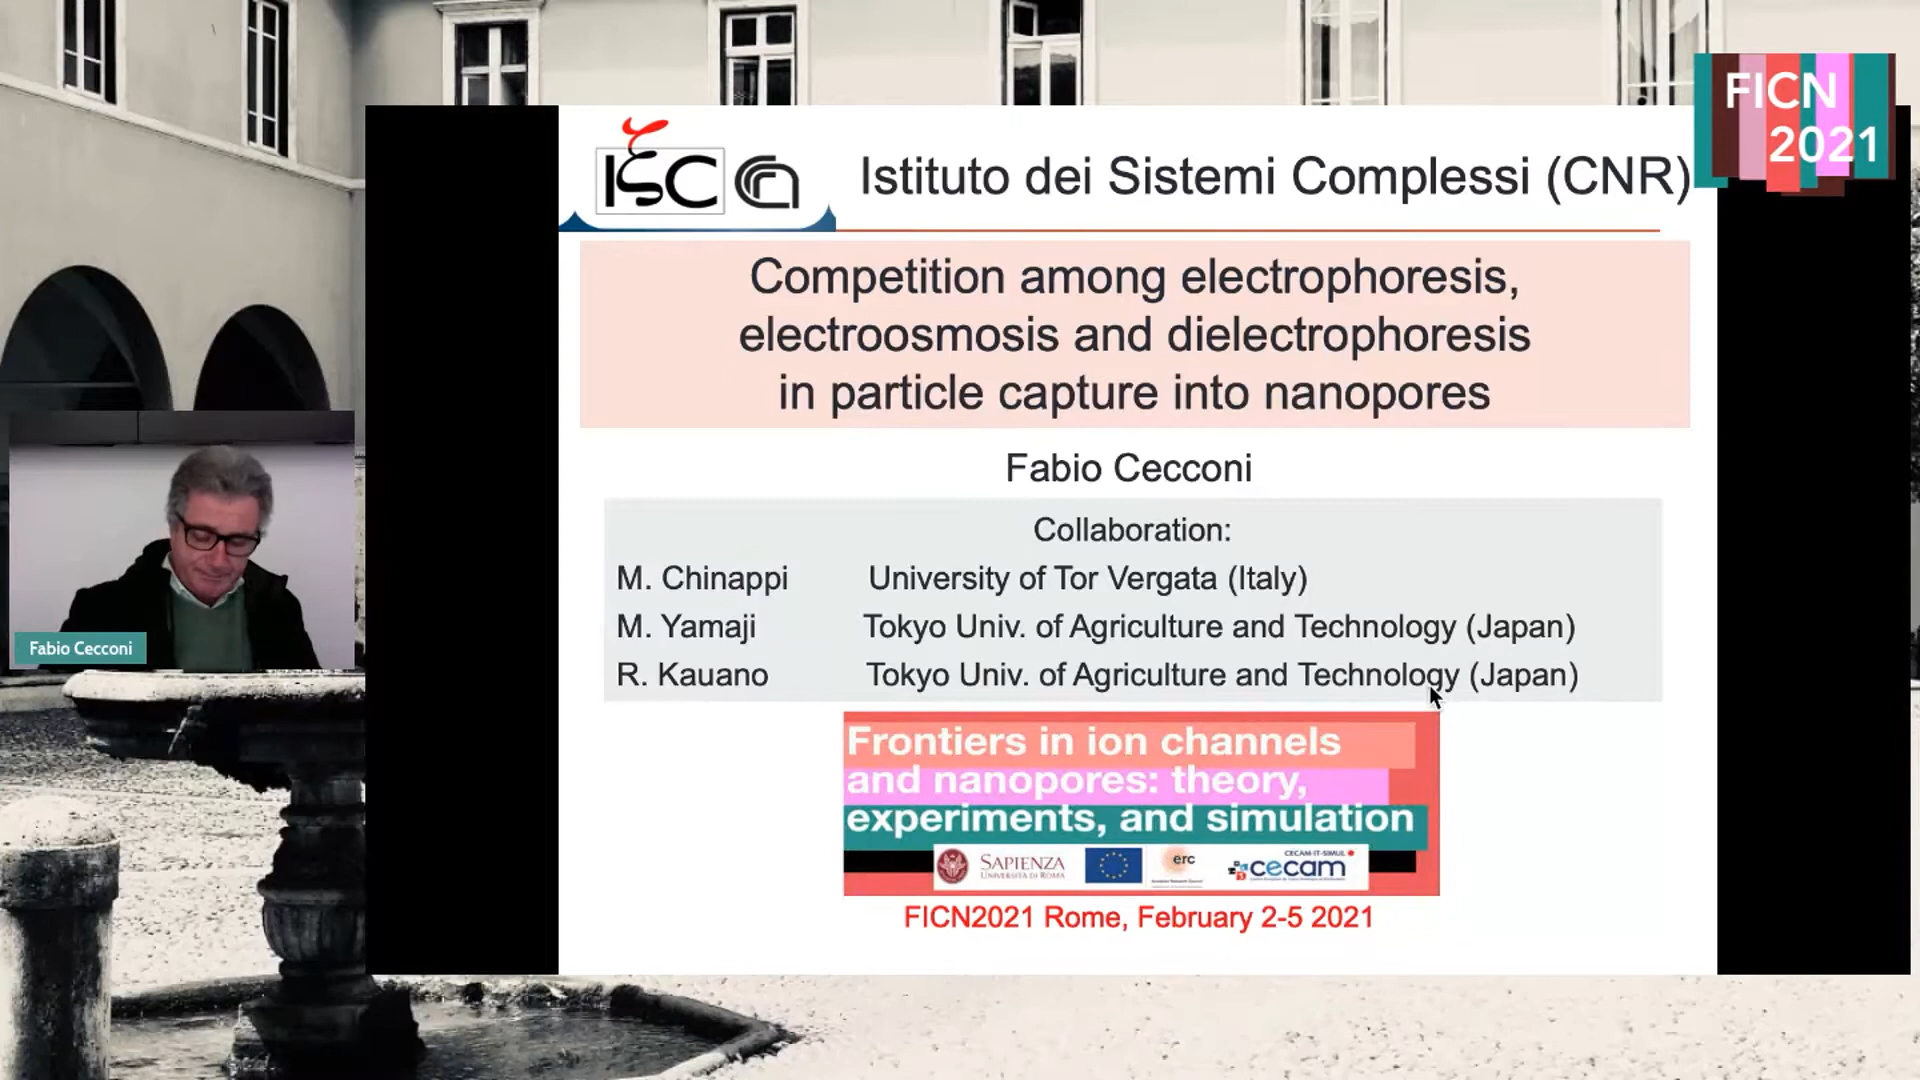 FICN
2021
ISC
Istituto dei Sistemi Complessi (CNR)
Competition among electrophoresis,
electroosmosis and dielectrophoresis
in particle capture into nanopores
Fabio Cecconi
Collaboration:
M. Chinappi University of Tor Vergata (Italy)
M. Yamaji Tokyo Univ. of Agriculture and Technology (Japan)
R. Kauano Tokyo Univ. of Agriculture and Technology (Japan)
Fabio Cecconi
Frontiers in ion channels
and nanopores: theory,
experiments, and simulation
SAPIENZA
UNIVERSITÀ DI ROMA
erc
CECAM-IT-SIMUL
cecam
FICN2021 Rome, February 2-5 2021